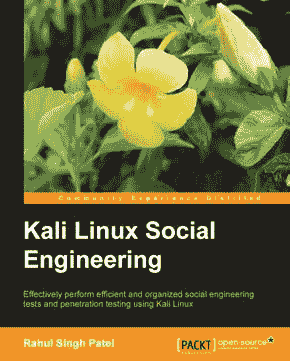 Community Experience Distilled
Kali Linux Social
Engineering
Effectively perform efficient and organized social engineering
tests and penetration testing using Kali Linux
Rahul Singh Patel
PACKT open source*
PUBLISHING